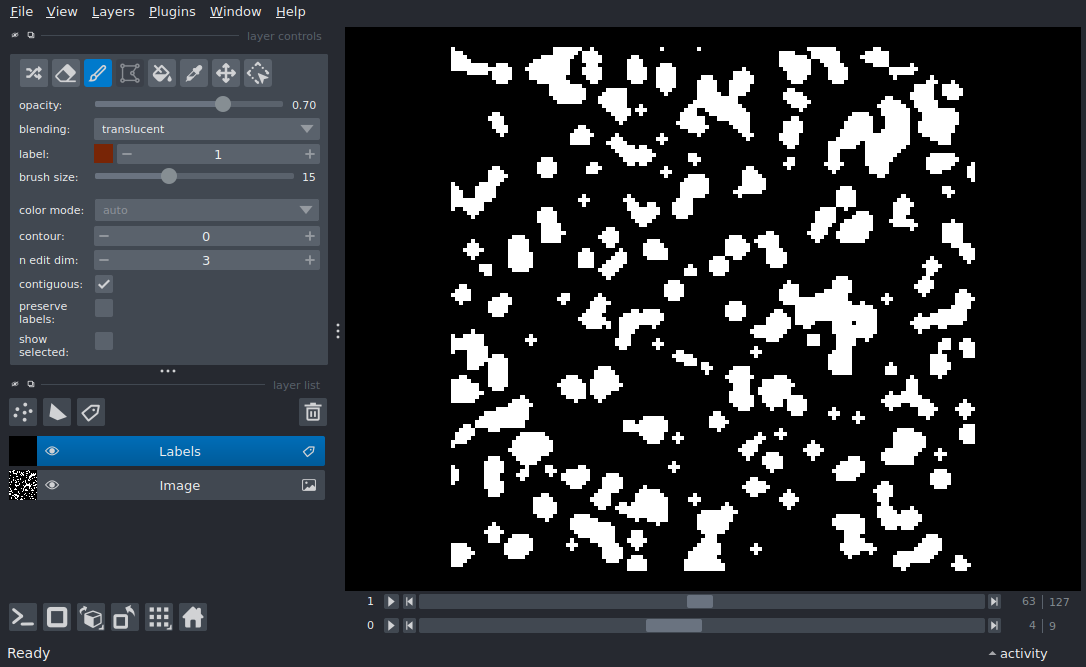 File View Layers Plugins Window Help
layer controls
opacity: 0.70
blending: translucent
label: 1
brush size: 15
color mode: auto
contour: 0
n edit dim: 3
contiguous:
preserve
labels:
show
selected:
layer list
Labels
Image
1 63 127
0 4 9
Ready activity